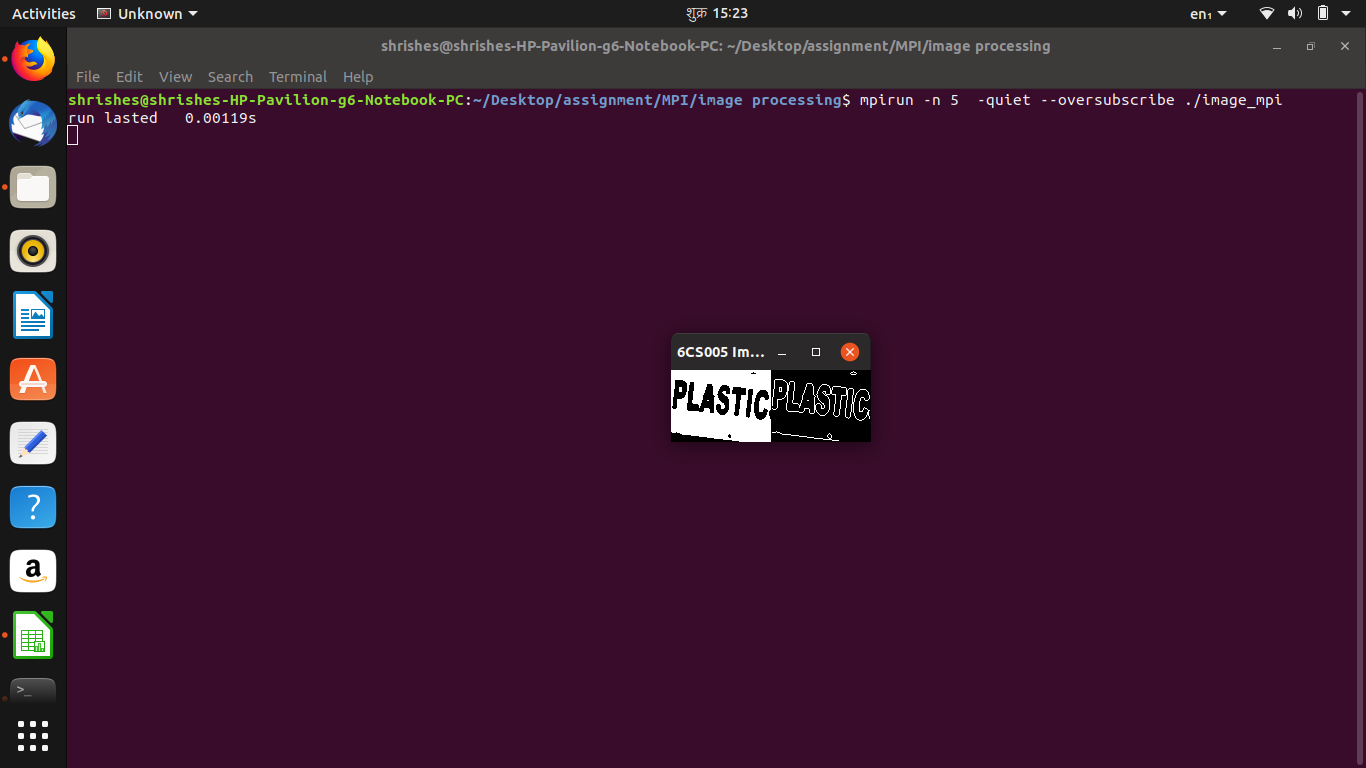 Activities Unknown शुक्र 15:23 en₁
shrishes@shrishes-HP-Pavilion-g6-Notebook-PC: ~/Desktop/assignment/MPI/image processing
File Edit View Search Terminal Help
shrishes@shrishes-HP-Pavilion-g6-Notebook-PC:~/Desktop/assignment/MPI/image processing$ mpirun -n 5  -quiet --oversubscribe ./image_mpi
run lasted   0.00119s
6CS005 Im...
PLASTIC PLASTIC
?
a
>_